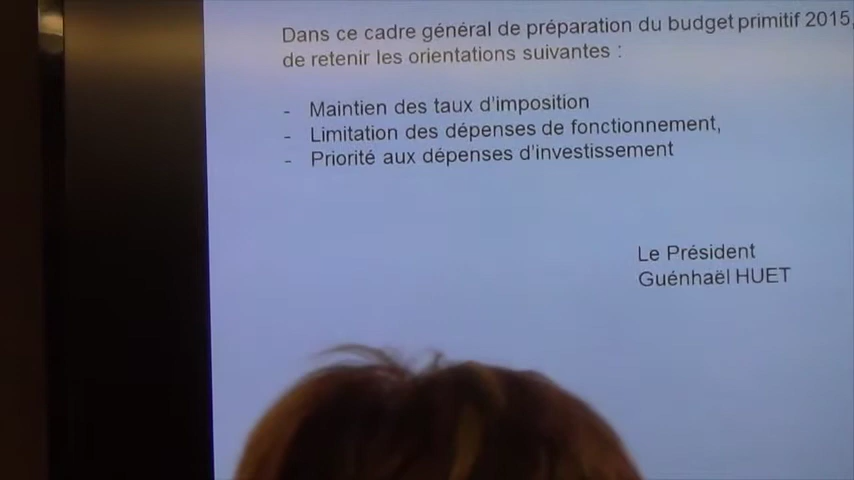 Dans ce cadre général de préparation du budget primitif 2015,
de retenir les orientations suivantes :
- Maintien des taux d'imposition
- Limitation des dépenses de fonctionnement,
- Priorité aux dépenses d'investissement
Le Président
Guénhaël HUET